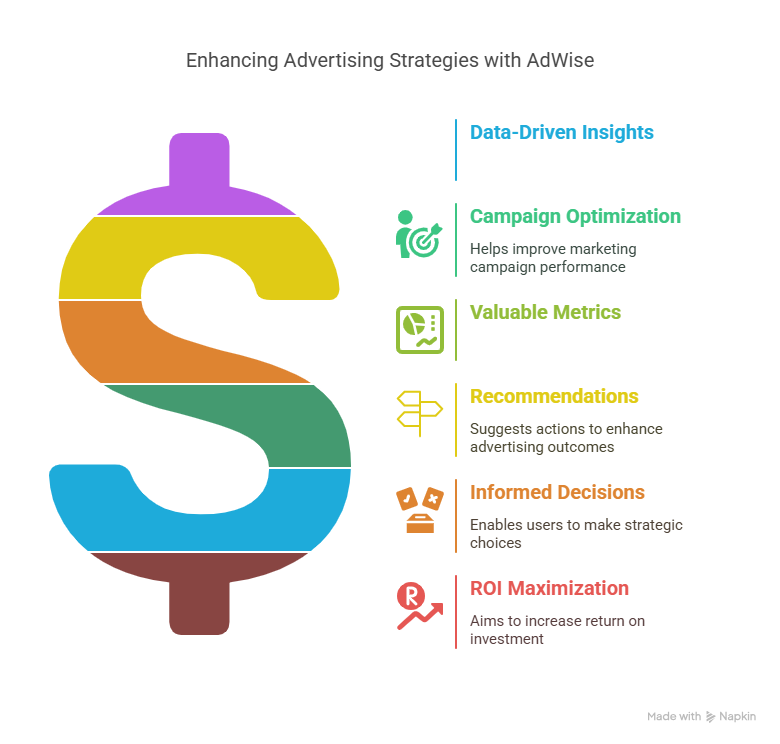 Enhancing Advertising Strategies with AdWise
Data-Driven Insights
Campaign Optimization
Helps improve marketing
campaign performance
Valuable Metrics
Recommendations
Suggests actions to enhance
advertising outcomes
Informed Decisions
Enables users to make strategic
choices
R
ROI Maximization
Aims to increase return on
investment
Made with Napkin